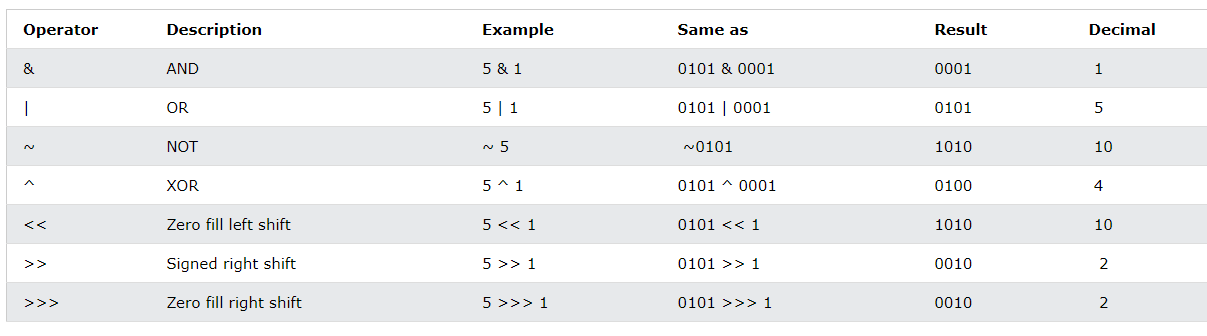 Operator Description Example Same as Result Decimal
& AND 5 & 1 0101 & 0001 0001 1
| OR 5 | 1 0101 | 0001 0101 5
~ NOT ~ 5 ~0101 1010 10
^ XOR 5 ^ 1 0101 ^ 0001 0100 4
<< Zero fill left shift 5 << 1 0101 << 1 1010 10
>> Signed right shift 5 >> 1 0101 >> 1 0010 2
>>> Zero fill right shift 5 >>> 1 0101 >>> 1 0010 2